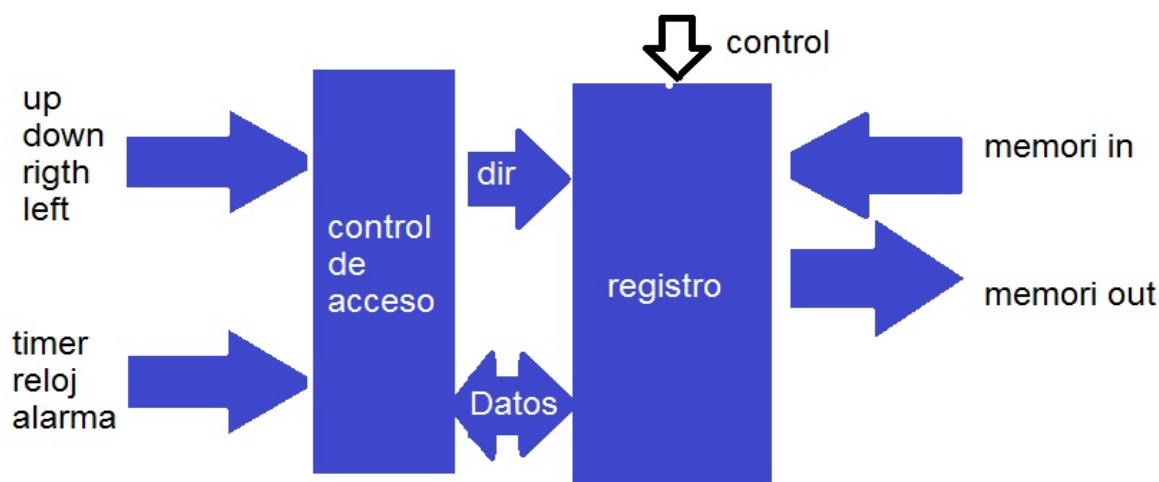 control
up
down
rigth
left
dir
memori in
control
de
acceso
registro
memori out
timer
reloj
alarma
Datos